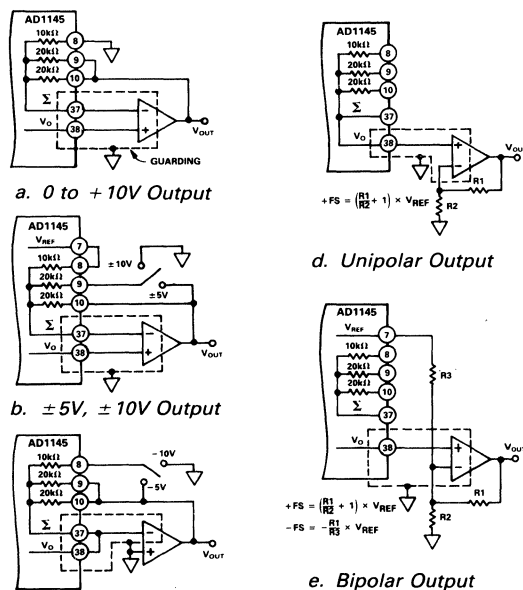 AD1145
10kΩ
8
20kΩ
9
20kΩ
10
Σ
37
VO
38
VOUT
GUARDING
a. 0 to +10V Output
AD1145
VREF
7
10kΩ
8
±10V
20kΩ
9
±5V
20kΩ
10
Σ
37
VO
38
VOUT
b. ±5V, ±10V Output
AD1145
10kΩ
8
-10V
20kΩ
9
-5V
20kΩ
10
Σ
37
VO
38
VOUT
AD1145
10kΩ
8
20kΩ
9
20kΩ
10
Σ
37
VO
38
VOU
R1
R2
+FS = (R1/R2 + 1) × VREF
d. Unipolar Output
AD1145
VREF
7
10kΩ
8
R3
20kΩ
9
20kΩ
10
Σ
37
VO
38
VOUT
R1
R2
+FS = (R1/R2 + 1) × VREF
-FS = -R1/R3 × VREF
e. Bipolar Output